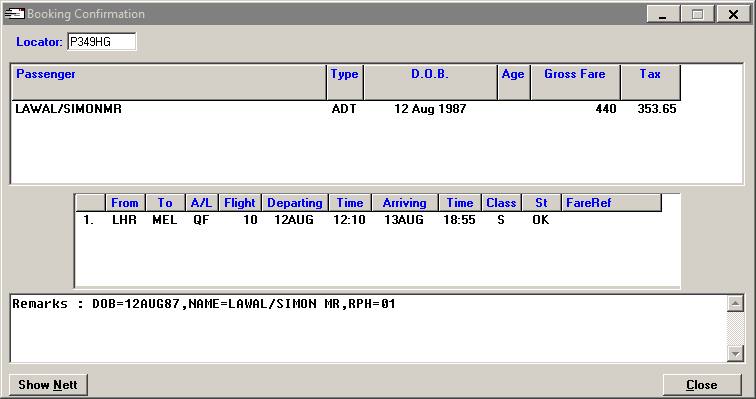 Booking Confirmation
Locator: P349HG
Passenger Type D.O.B. Age Gross Fare Tax
LAWAL/SIMONMR ADT 12 Aug 1987 440 353.65
From To A/L Flight Departing Time Arriving Time Class St FareRef
1. LHR MEL QF 10 12AUG 12:10 13AUG 18:55 S OK
Remarks : DOB=12AUG87,NAME=LAWAL/SIMON MR,RPH=01
Show Nett Close